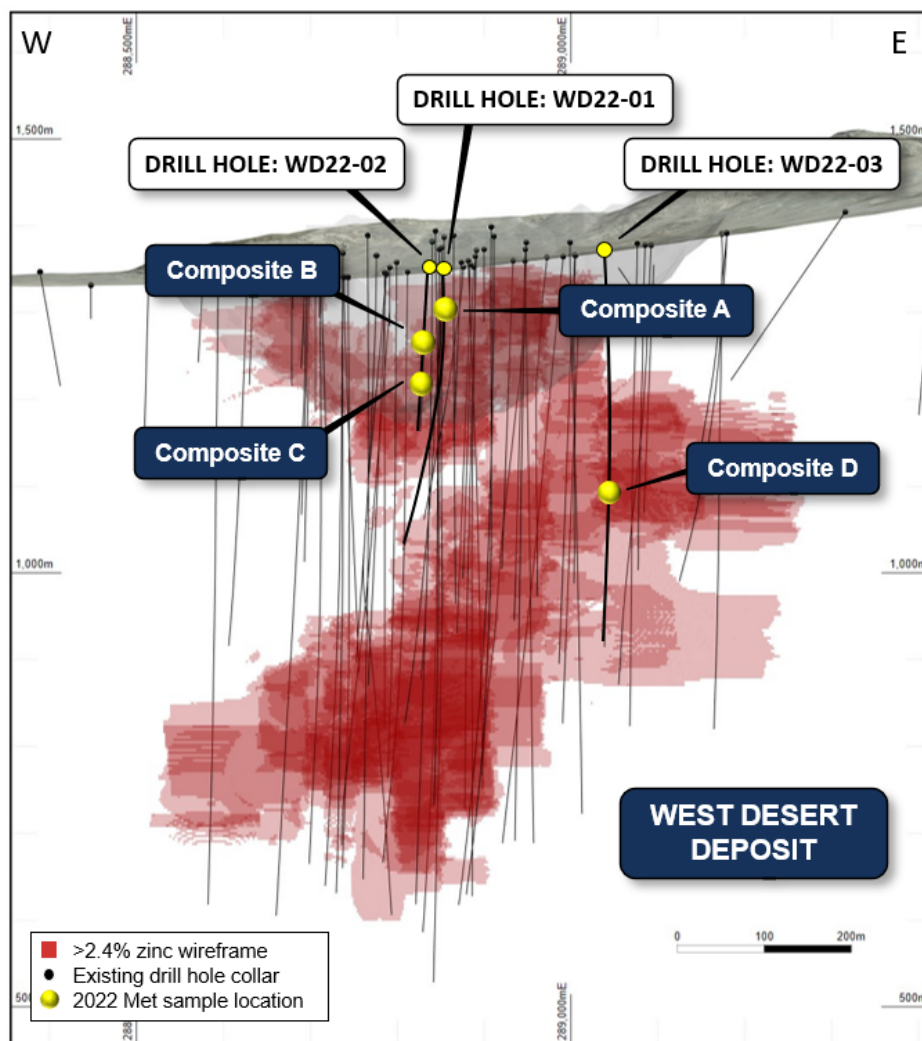 W
E
288,500mE
289,000mE
DRILL HOLE: WD22-01
1,500m
1,500m
DRILL HOLE: WD22-02
DRILL HOLE: WD22-03
Composite B
Composite A
Composite C
Composite D
1,000m
1,000m
WEST DESERT
DEPOSIT
>2.4% zinc wireframe
Existing drill hole collar
2022 Met sample location
0
100
200m
500m
289,000mE